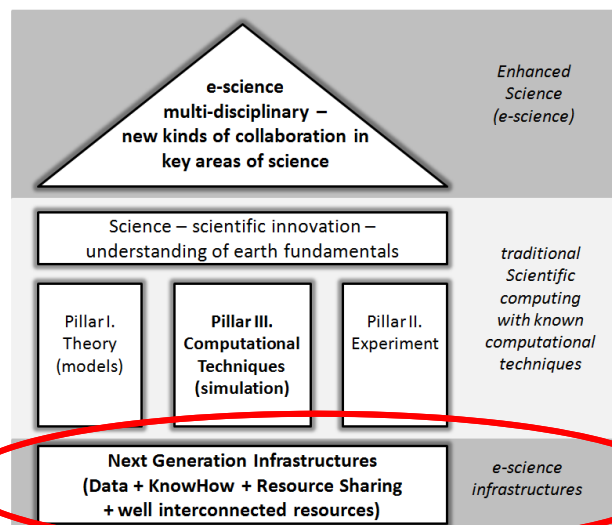 e-science
multi-disciplinary –
new kinds of collaboration in
key areas of science
Enhanced
Science
(e-science)
Science – scientific innovation –
understanding of earth fundamentals
Pillar I.
Theory
(models)
Pillar III.
Computational
Techniques
(simulation)
Pillar II.
Experiment
traditional
Scientific
computing
with known
computational
techniques
Next Generation Infrastructures
(Data + KnowHow + Resource Sharing
+ well interconnected resources)
e-science
infrastructures